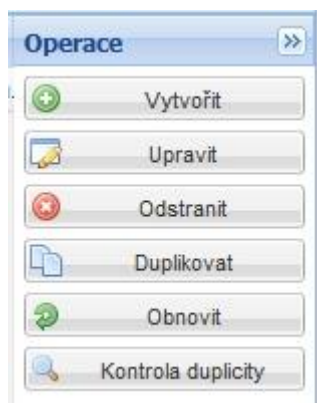 Operace
Vytvořit
Upravit
Odstranit
Duplikovat
Obnovit
Kontrola duplicity